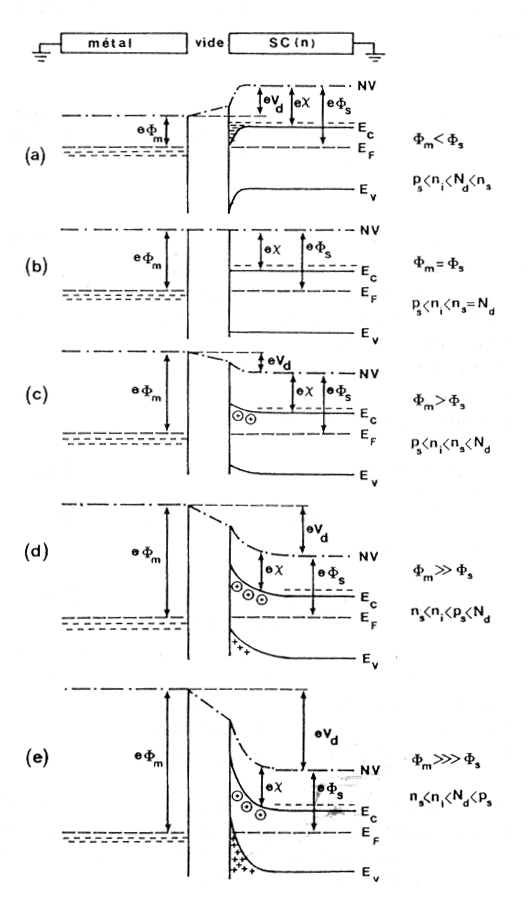 métal vide SC(n)
NV
eV_d eχ eΦ_s
eΦ_m
E_C
Φ_m < Φ_s
(a)
E_F
p_s<n_i<N_d<n_s
E_V
NV
eΦ_m eχ eΦ_s
(b)
Φ_m = Φ_s
E_C
E_F
p_s<n_i<n_s=N_d
E_V
eV_d
NV
eΦ_m eχ eΦ_s
(c)
Φ_m > Φ_s
E_C
E_F
p_s<n_i<n_s<N_d
E_V
eV_d
(d)
eΦ_m
NV
eχ eΦ_s
Φ_m >> Φ_s
E_C
n_s<n_i<p_s<N_d
E_F
E_V
eV_d
(e)
eΦ_m
NV
Φ_m >>> Φ_s
eχ eΦ_s
n_s<n_i<N_d<p_s
E_C
E_F
E_V